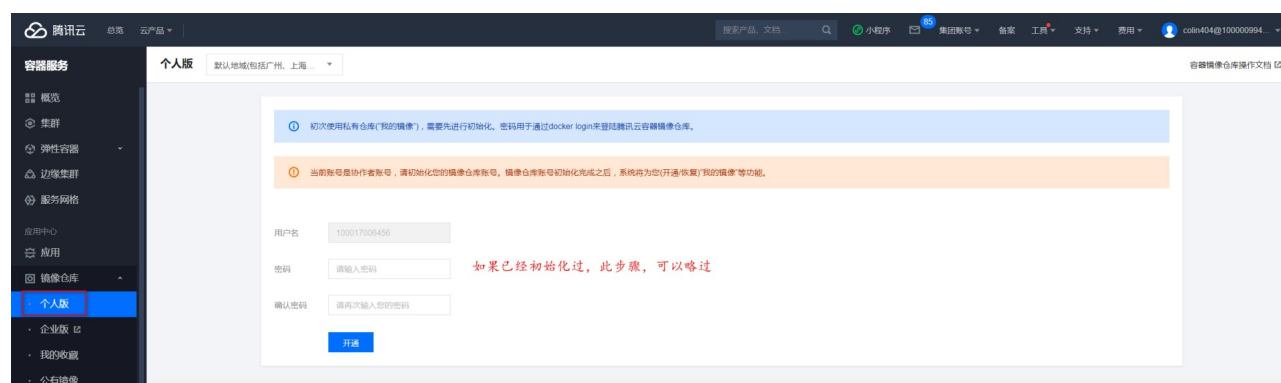 腾讯云 总览 云产品 搜索产品、文档... 小程序 85 集团账号 备案 工具 支持 费用 colin404@100000994...
容器服务 个人版 默认地域(包括广州、上海... 容器镜像仓库操作文档
概览
集群
弹性容器
边缘集群
服务网格
应用中心
应用
镜像仓库
个人版
企业版
我的收藏
公有镜像
初次使用私有仓库("我的镜像")，需要先进行初始化。密码用于通过docker login来登陆腾讯云容器镜像仓库。
当前账号是协作者账号，请初始化您的镜像仓库账号。镜像仓库账号初始化完成之后，系统将为您(开通/恢复)"我的镜像"等功能。
用户名 100017008456
密码 请输入密码 如果已经初始化过，此步骤，可以略过
确认密码 请再次输入您的密码
开通